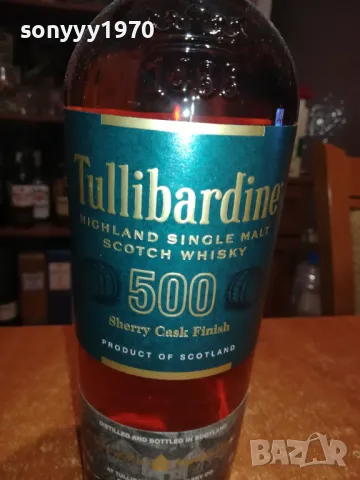 sonyyy1970
1488
Tullibardine
HIGHLAND SINGLE MALT
SCOTCH WHISKY
500
Sherry Cask Finish
PRODUCT OF SCOTLAND
DISTILLED AND BOTTLED IN SCOTLAND
BAZAR